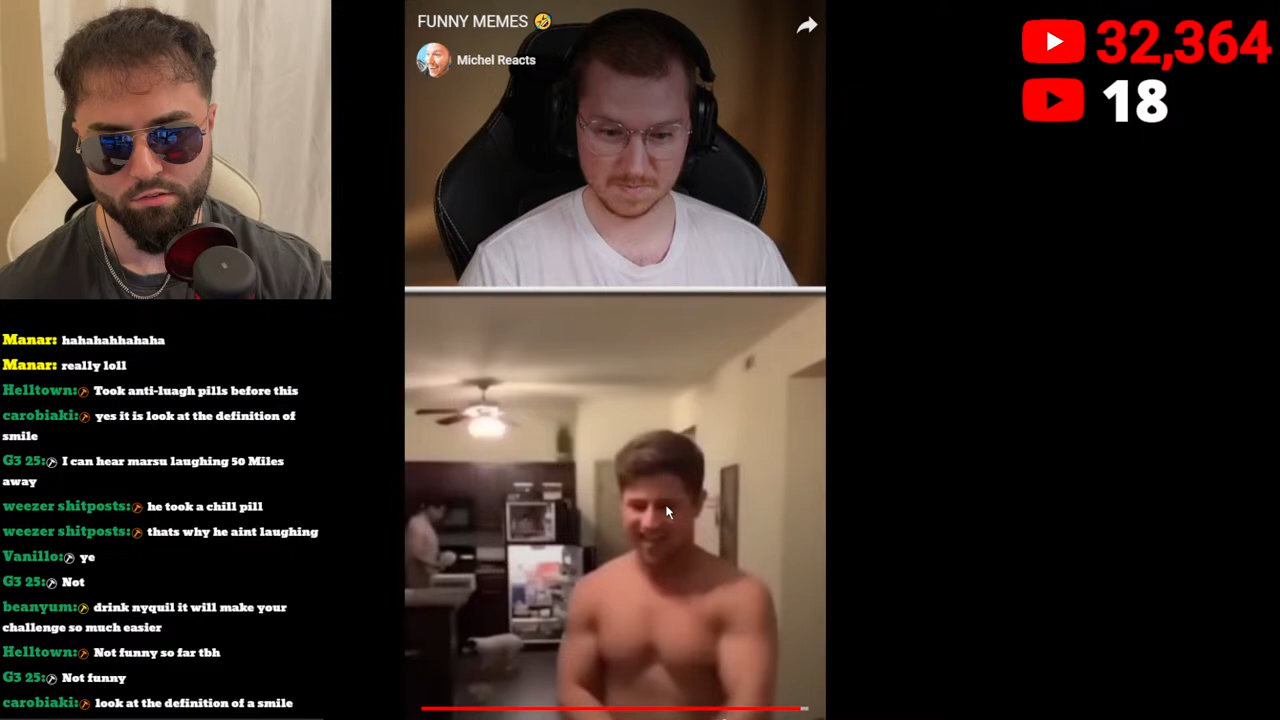 FUNNY MEMES 🤣
Michel Reacts
32,364
18
Manar: hahahahhahaha
Manar: really loll
Helltown: Took anti-luagh pills before this
carobiaki: yes it is look at the definition of
smile
G3 25: I can hear marsu laughing 50 Miles
away
weezer shitposts: he took a chill pill
weezer shitposts: thats why he aint laughing
Vanillo: ye
G3 25: Not
beanyum: drink nyquil it will make your
challenge so much easier
Helltown: Not funny so far tbh
G3 25: Not funny
carobiaki: look at the definition of a smile